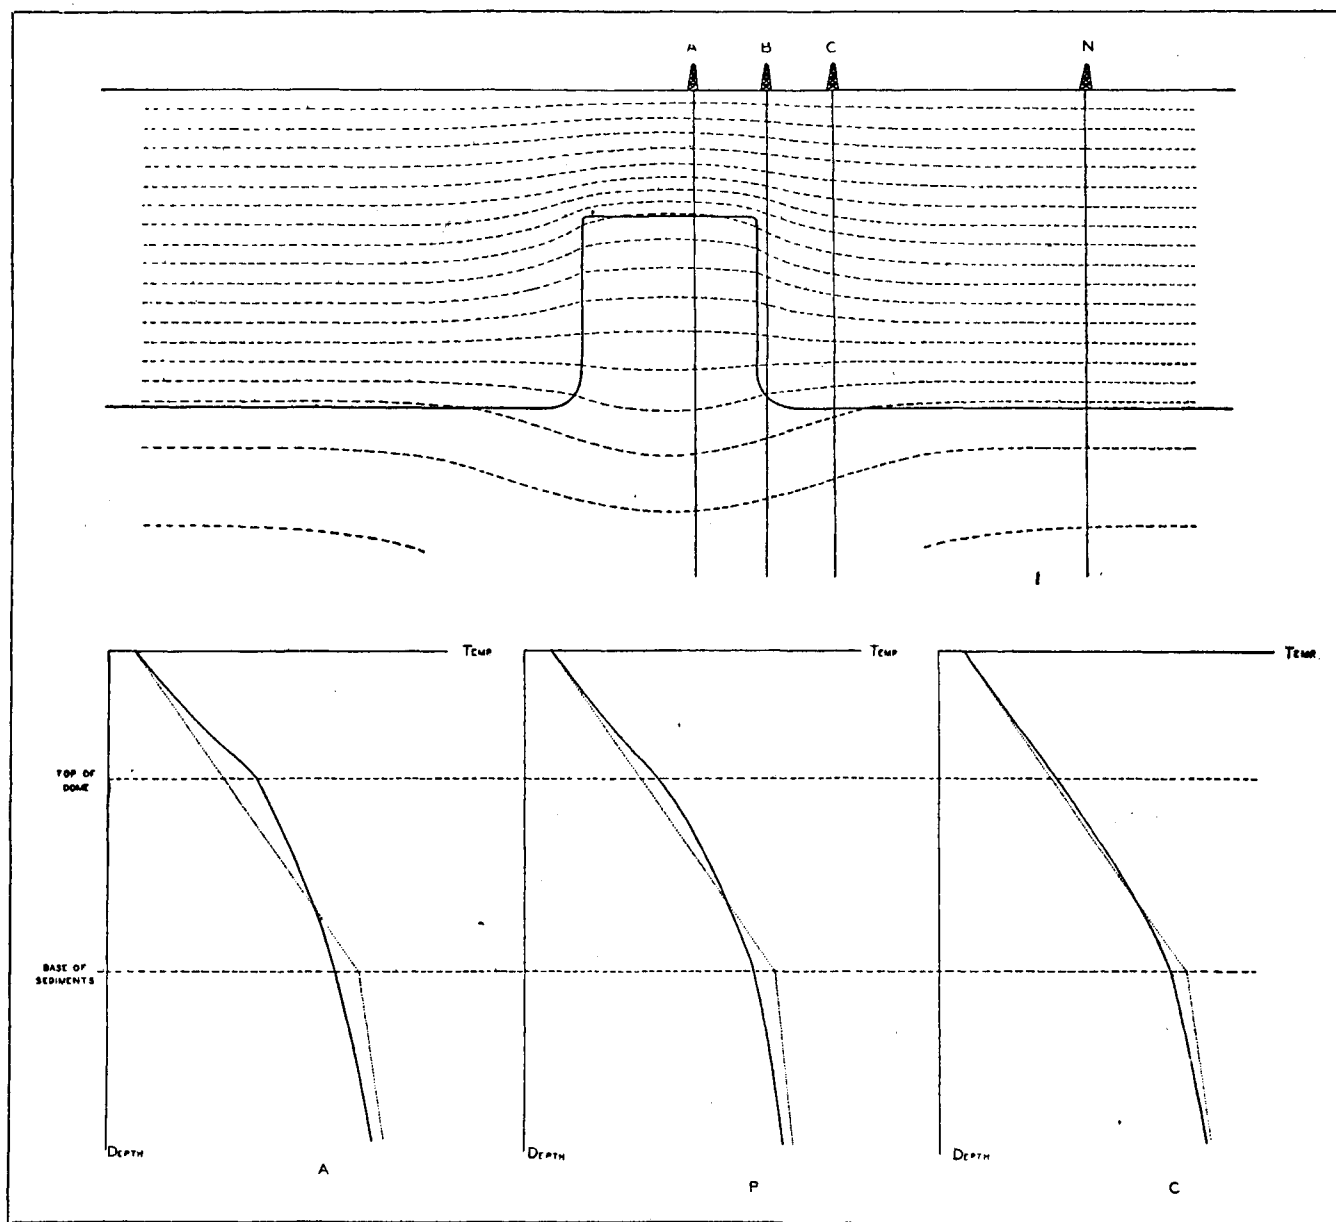 A B C N
TEMP TEMP TEMP
TOP OF
DOME
BASE OF
SEDIMENTS
DEPTH DEPTH DEPTH
A P C